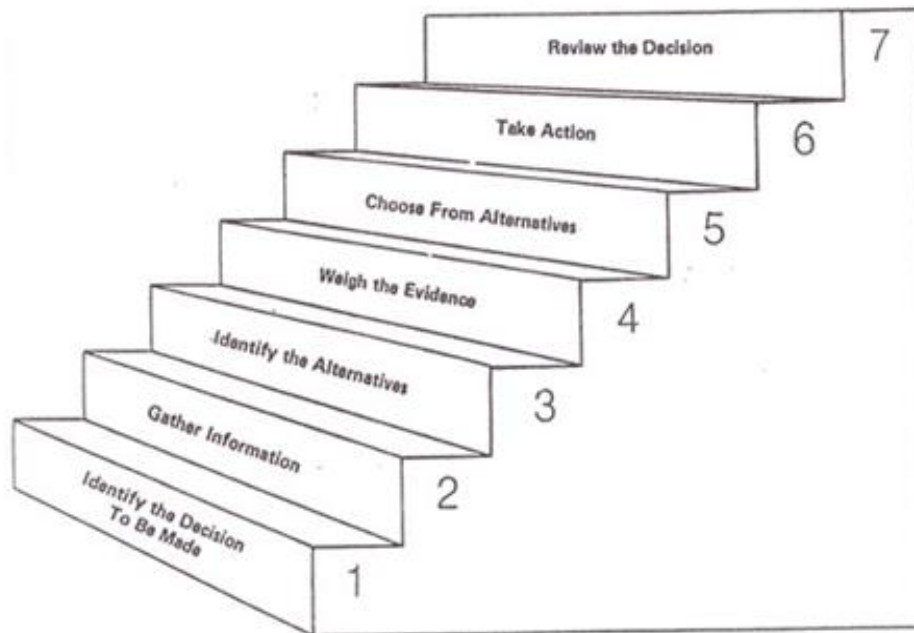 Review the Decision
7
Take Action
6
Choose From Alternatives
5
Weigh the Evidence
4
Identify the Alternatives
3
Gather Information
2
Identify the Decision
To Be Made
1